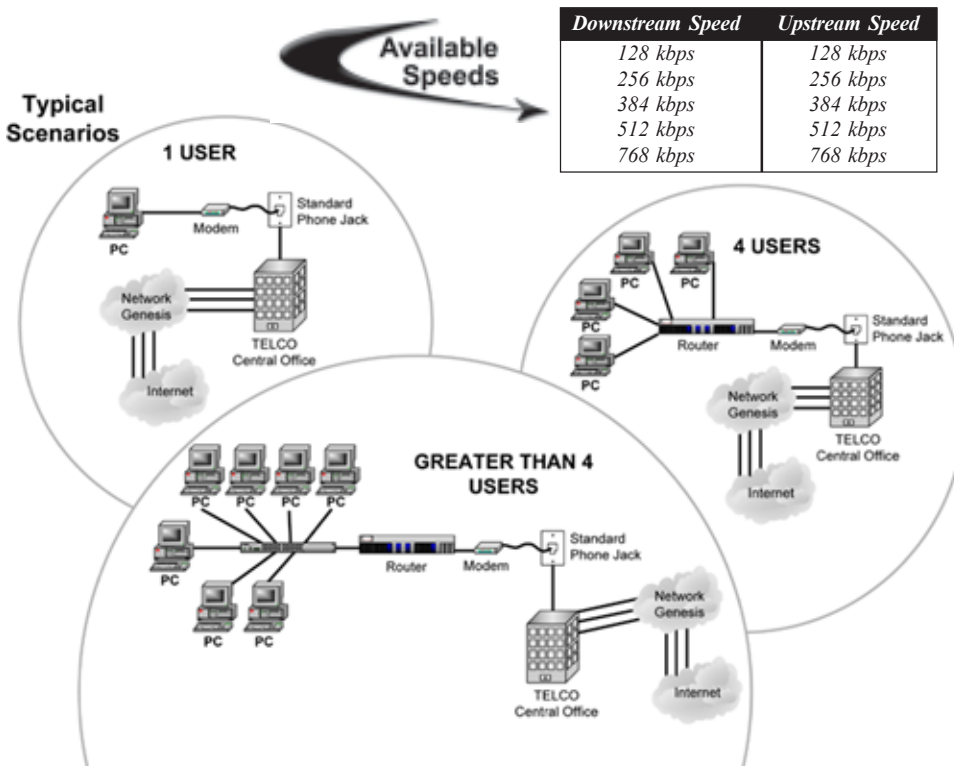 Available
Speeds
Downstream Speed Upstream Speed
128 kbps 128 kbps
256 kbps 256 kbps
384 kbps 384 kbps
512 kbps 512 kbps
768 kbps 768 kbps
Typical
Scenarios
1 USER
PC
Modem
Standard
Phone Jack
Network
Genesis
TELCO
Central Office
Internet
4 USERS
PC
PC
PC
PC
Router
Modem
Standard
Phone Jack
Network
Genesis
TELCO
Central Office
Internet
GREATER THAN 4
USERS
PC
PC
PC
PC
PC
PC
PC
Router
Modem
Standard
Phone Jack
Network
Genesis
TELCO
Central Office
Internet